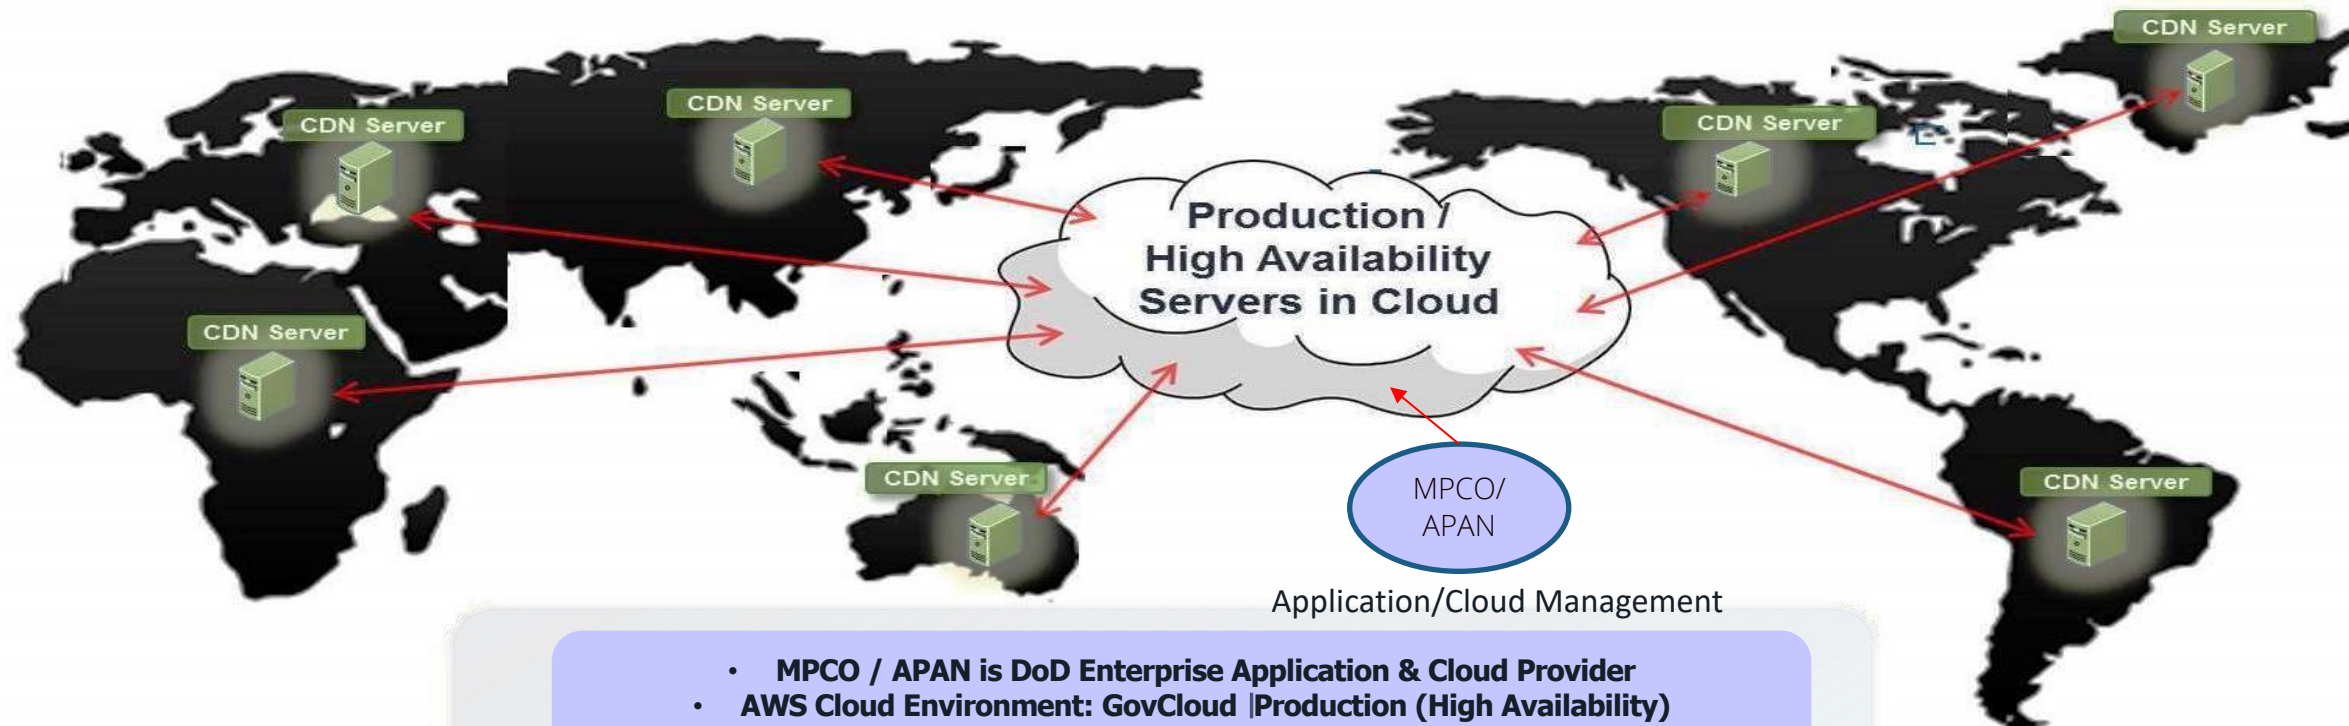 CDN Server
CDN Server
CDN Server
CDN Server
CDN Server
Production /
High Availability
Servers in Cloud
CDN Server
CDN Server
CDN Server
MPCO/
APAN
Application/Cloud Management
• MPCO / APAN is DoD Enterprise Application & Cloud Provider
• AWS Cloud Environment: GovCloud |Production (High Availability)